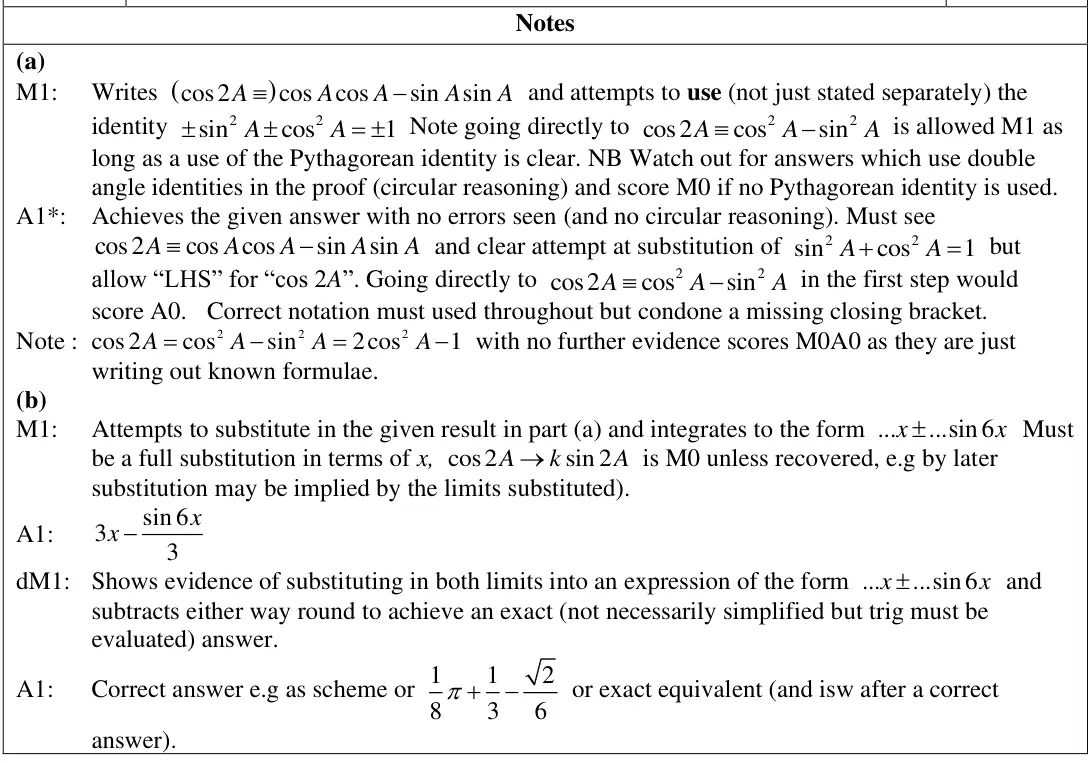 Notes
(a)
M1: Writes (cos 2A ≡) cos A cos A − sin A sin A and attempts to use (not just stated separately) the
identity ± sin² A ± cos² A = ±1 Note going directly to cos 2A ≡ cos² A − sin² A is allowed M1 as
long as a use of the Pythagorean identity is clear. NB Watch out for answers which use double
angle identities in the proof (circular reasoning) and score M0 if no Pythagorean identity is used.
A1*: Achieves the given answer with no errors seen (and no circular reasoning). Must see
cos 2A ≡ cos A cos A − sin A sin A and clear attempt at substitution of sin² A + cos² A = 1 but
allow “LHS” for “cos 2A”. Going directly to cos 2A ≡ cos² A − sin² A in the first step would
score A0. Correct notation must used throughout but condone a missing closing bracket.
Note : cos 2A = cos² A − sin² A = 2cos² A − 1 with no further evidence scores M0A0 as they are just
writing out known formulae.
(b)
M1: Attempts to substitute in the given result in part (a) and integrates to the form ...x ± ...sin 6x Must
be a full substitution in terms of x, cos 2A → k sin 2A is M0 unless recovered, e.g by later
substitution may be implied by the limits substituted).
A1: 3x − sin 6x / 3
dM1: Shows evidence of substituting in both limits into an expression of the form ...x ± ...sin 6x and
subtracts either way round to achieve an exact (not necessarily simplified but trig must be
evaluated) answer.
A1: Correct answer e.g as scheme or 1/8 π + 1/3 − √2/6 or exact equivalent (and isw after a correct
answer).